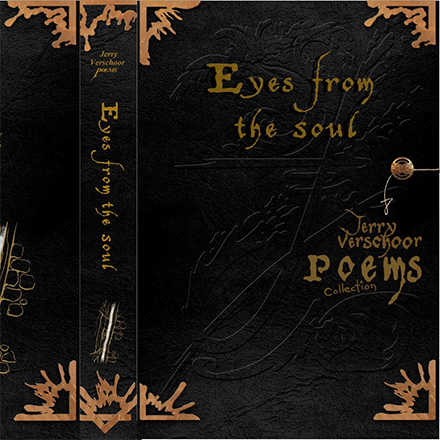 Jerry
Verschoor
POEMS
Eyes from the soul
Eyes from
the soul
Jerry
Verschoor
POEMS
Collection